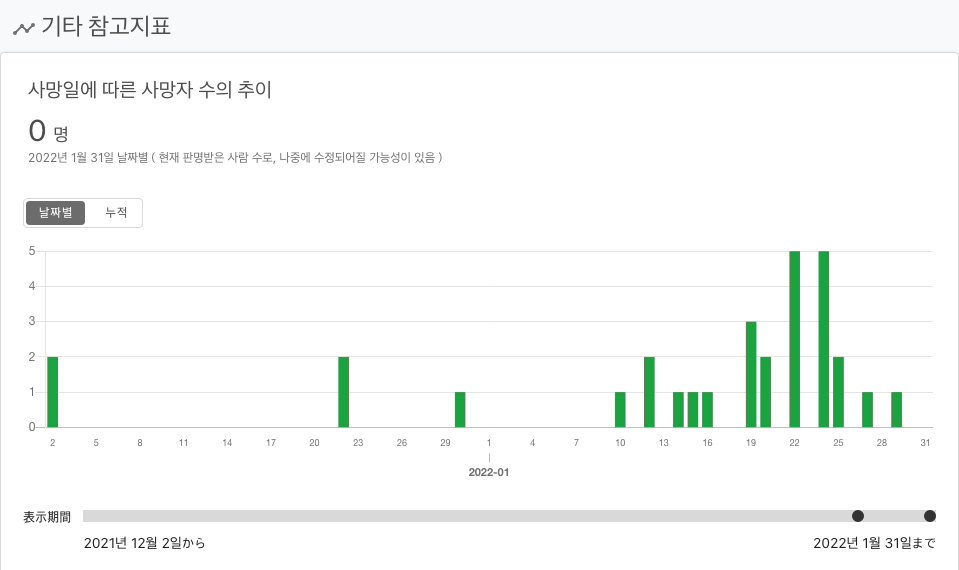 기타 참고지표
사망일에 따른 사망자 수의 추이
0 명
2022년 1월 31일 날짜별 ( 현재 판명받은 사람 수로, 나중에 수정되어질 가능성이 있음 )
날짜별 누적
5
4
3
2
1
0
2 5 8 11 14 17 20 23 26 29 1 4 7 10 13 16 19 22 25 28 31
2022-01
表示期間
2021년 12월 2일から 2022년 1월 31일まで